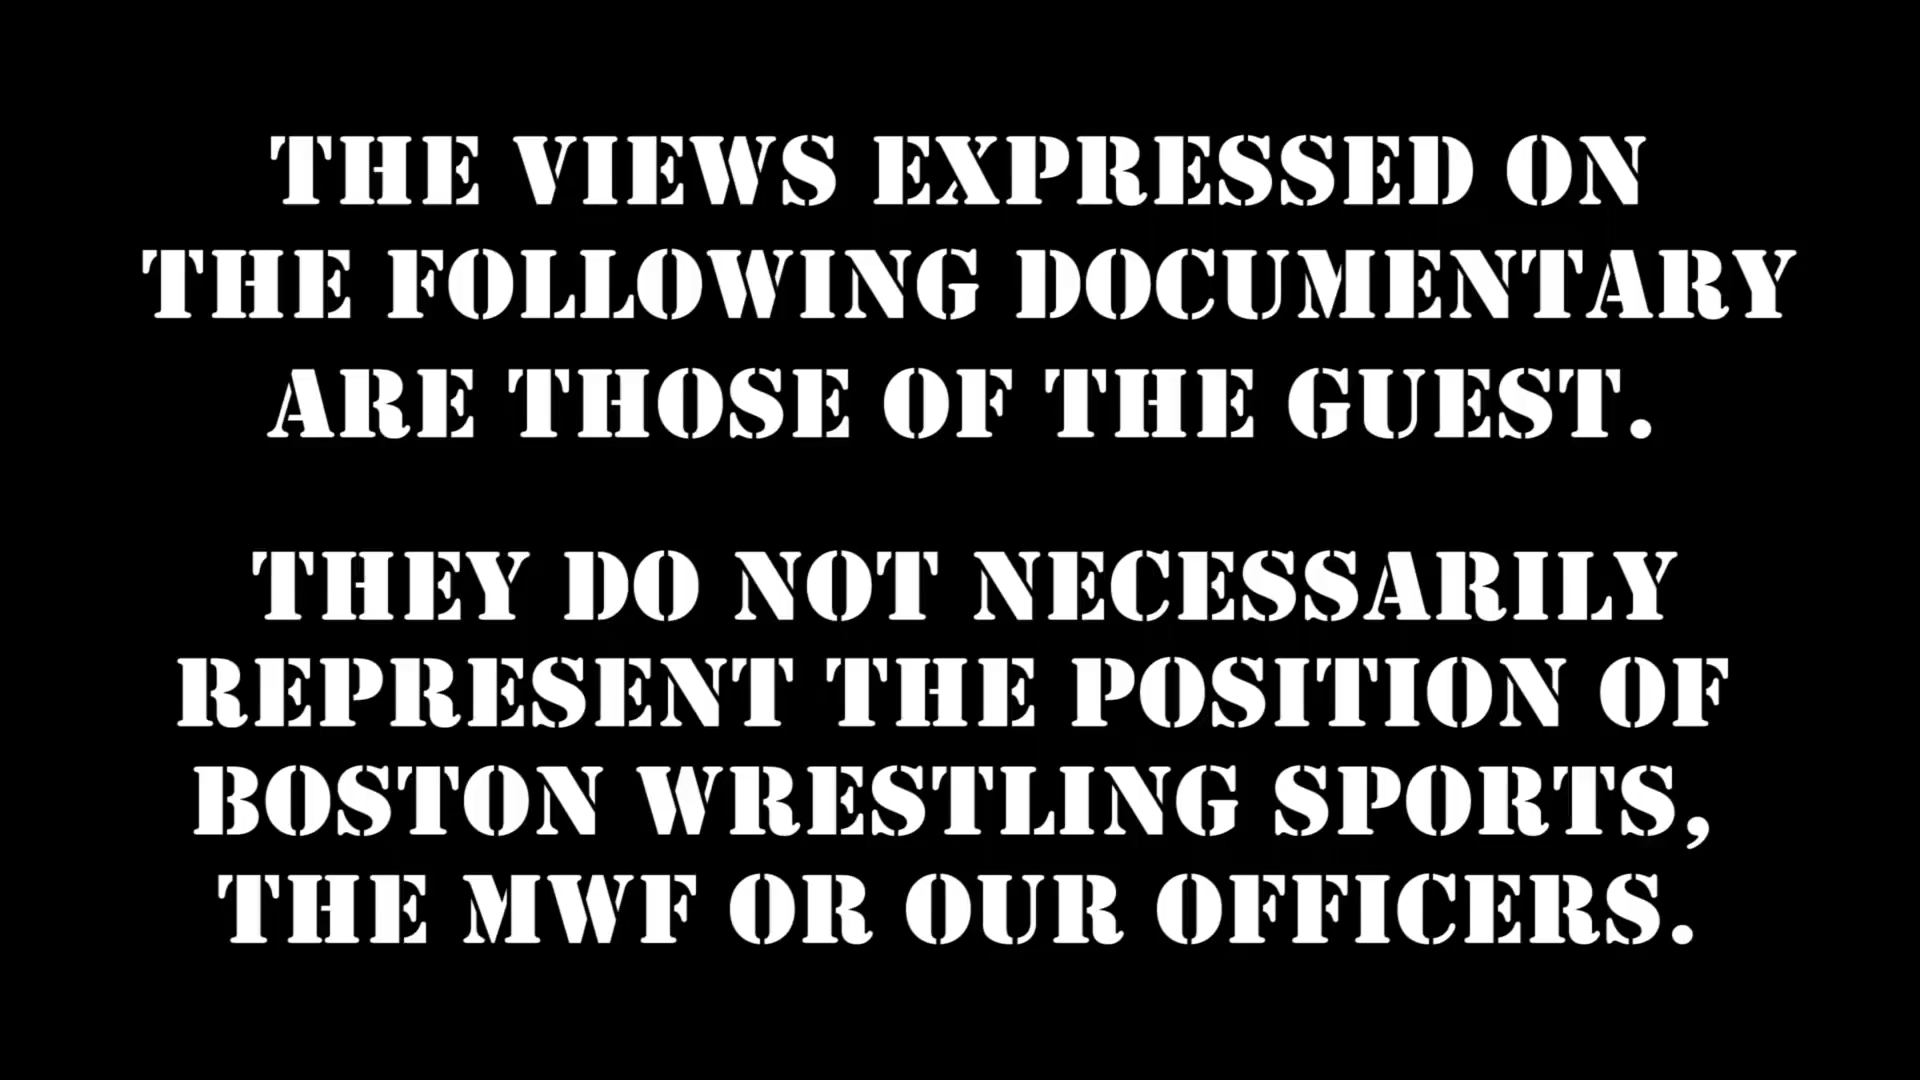 THE VIEWS EXPRESSED ON
THE FOLLOWING DOCUMENTARY
ARE THOSE OF THE GUEST.
THEY DO NOT NECESSARILY
REPRESENT THE POSITION OF
BOSTON WRESTLING SPORTS,
THE MWF OR OUR OFFICERS.